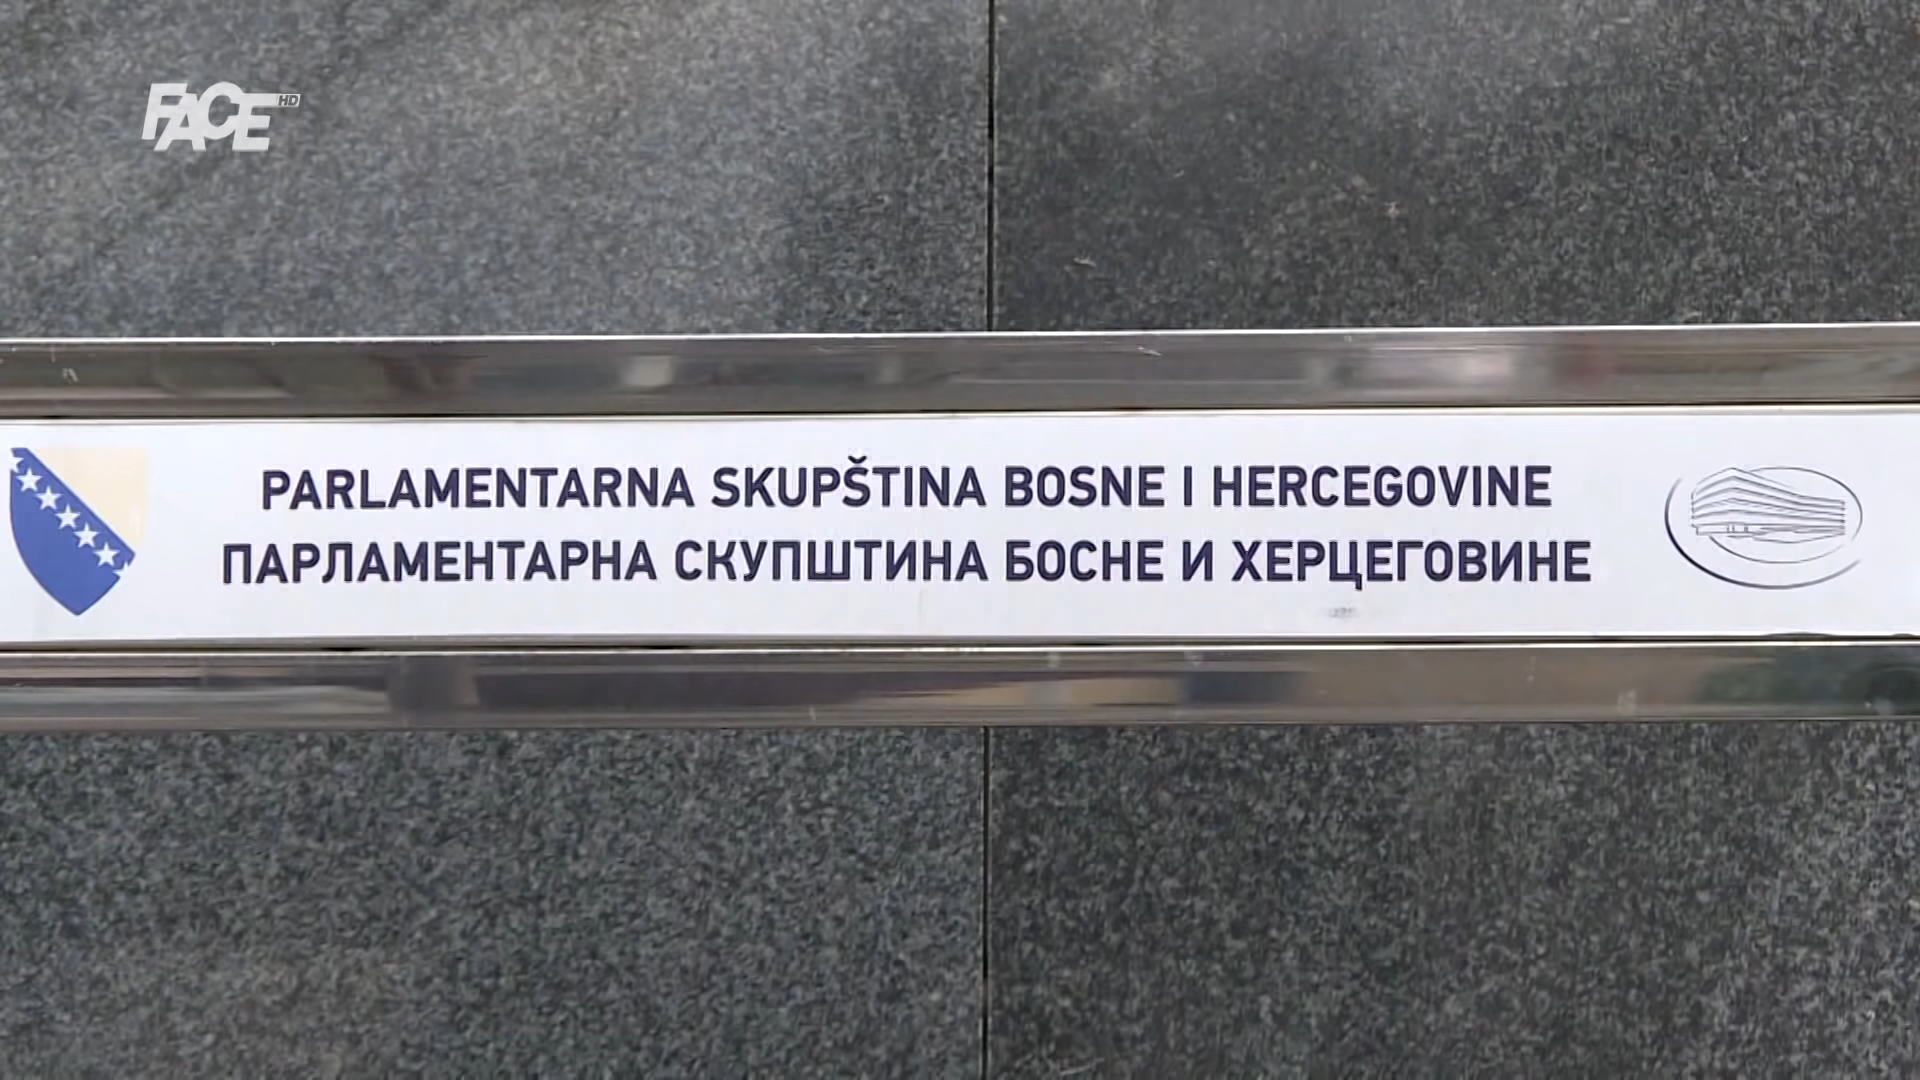 FACE HD
PARLAMENTARNA SKUPŠTINA BOSNE I HERCEGOVINE
ПАРЛАМЕНТАРНА СКУПШТИНА БОСНЕ И ХЕРЦЕГОВИНЕ